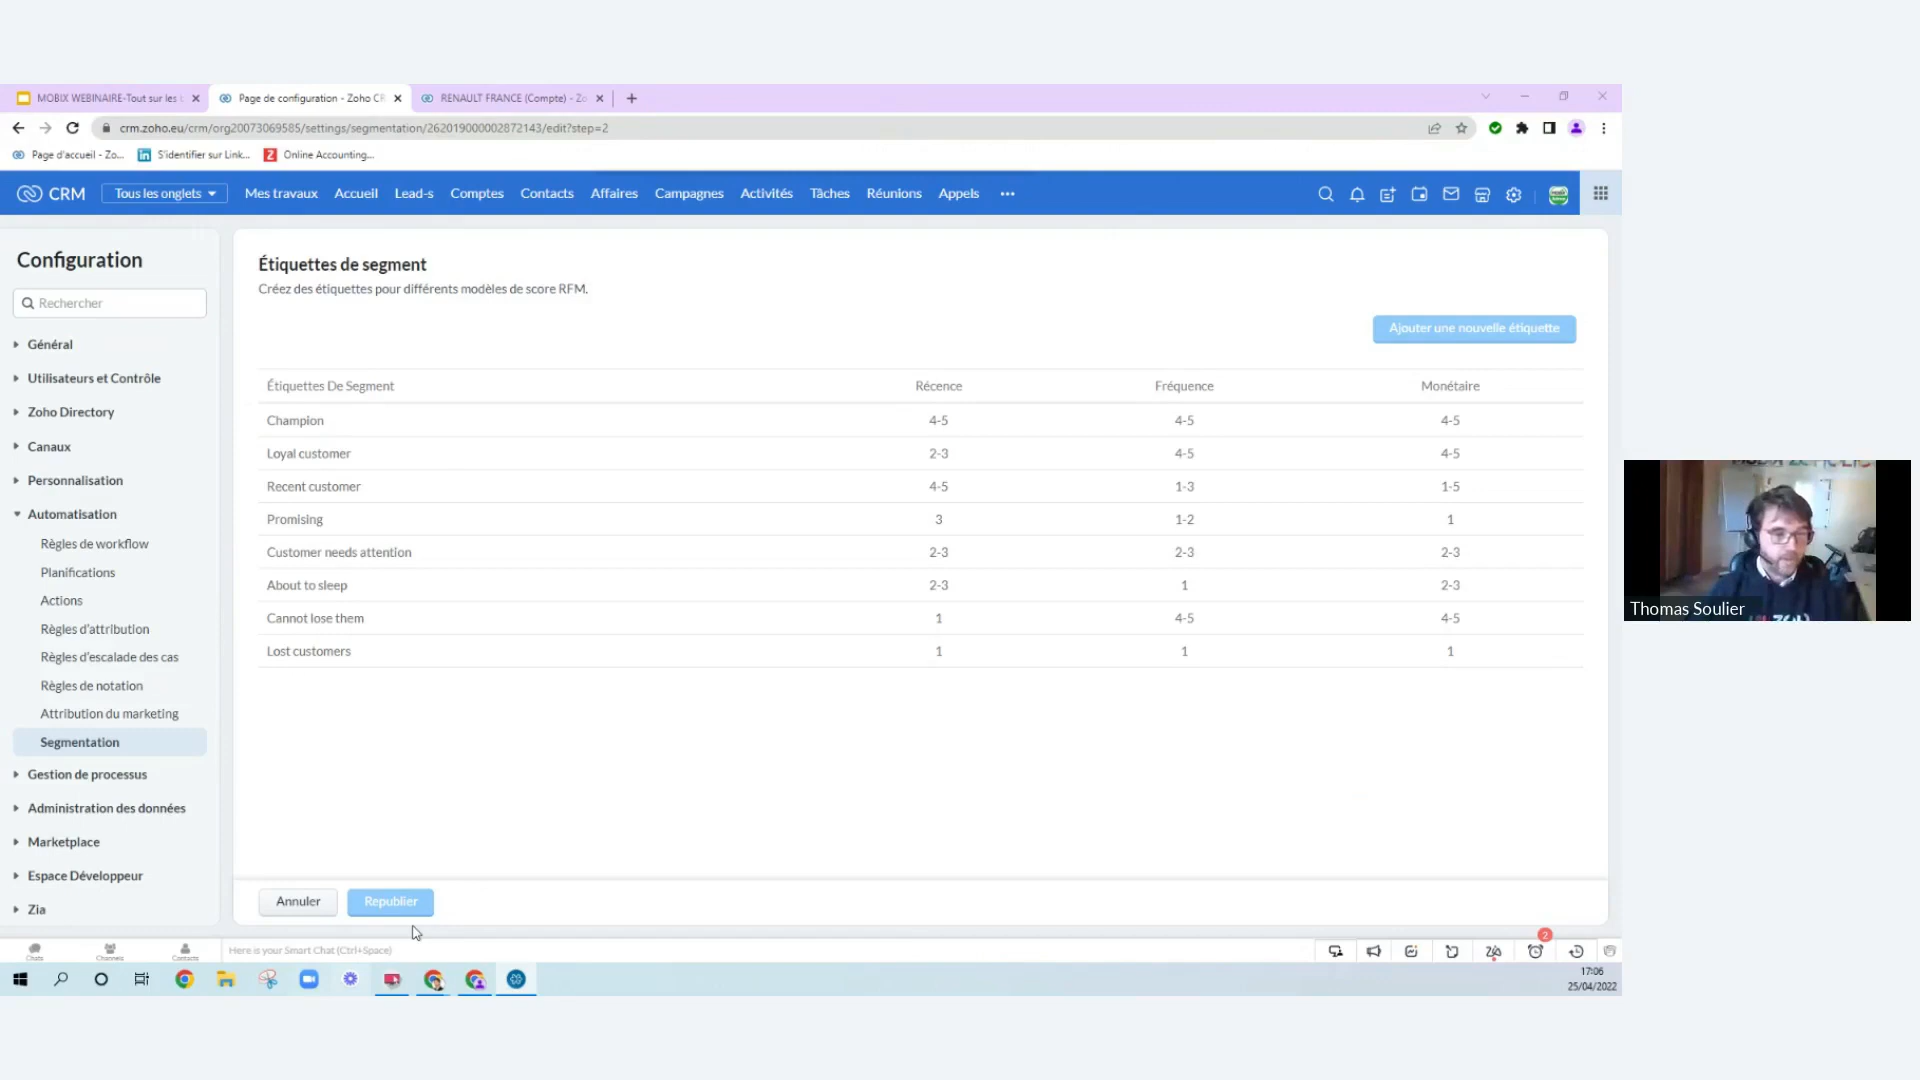 MOBIX WEBINAIRE-Tout sur les
Page de configuration - Zoho CR
RENAULT FRANCE (Compte) - Zo
crm.zoho.eu/crm/org20073069585/settings/segmentation/262019000002872143/edit?step=2
Page d'accueil - Zo... S'identifier sur Link... Online Accounting...
CRM Tous les onglets Mes travaux Accueil Lead-s Comptes Contacts Affaires Campagnes Activités Tâches Réunions Appels ...
Configuration
Rechercher
Général
Utilisateurs et Contrôle
Zoho Directory
Canaux
Personnalisation
Automatisation
Règles de workflow
Planifications
Actions
Règles d'attribution
Règles d'escalade des cas
Règles de notation
Attribution du marketing
Segmentation
Gestion de processus
Administration des données
Marketplace
Espace Développeur
Zia
Étiquettes de segment
Créez des étiquettes pour différents modèles de score RFM.
Ajouter une nouvelle étiquette
Étiquettes De Segment Récence Fréquence Monétaire
Champion 4-5 4-5 4-5
Loyal customer 2-3 4-5 4-5
Recent customer 4-5 1-3 1-5
Promising 3 1-2 1
Customer needs attention 2-3 2-3 2-3
About to sleep 2-3 1 2-3
Cannot lose them 1 4-5 4-5
Lost customers 1 1 1
Annuler Republier
Chats Channels Contacts Here is your Smart Chat (Ctrl+Space)
2
17:06
25/04/2022
Thomas Soulier